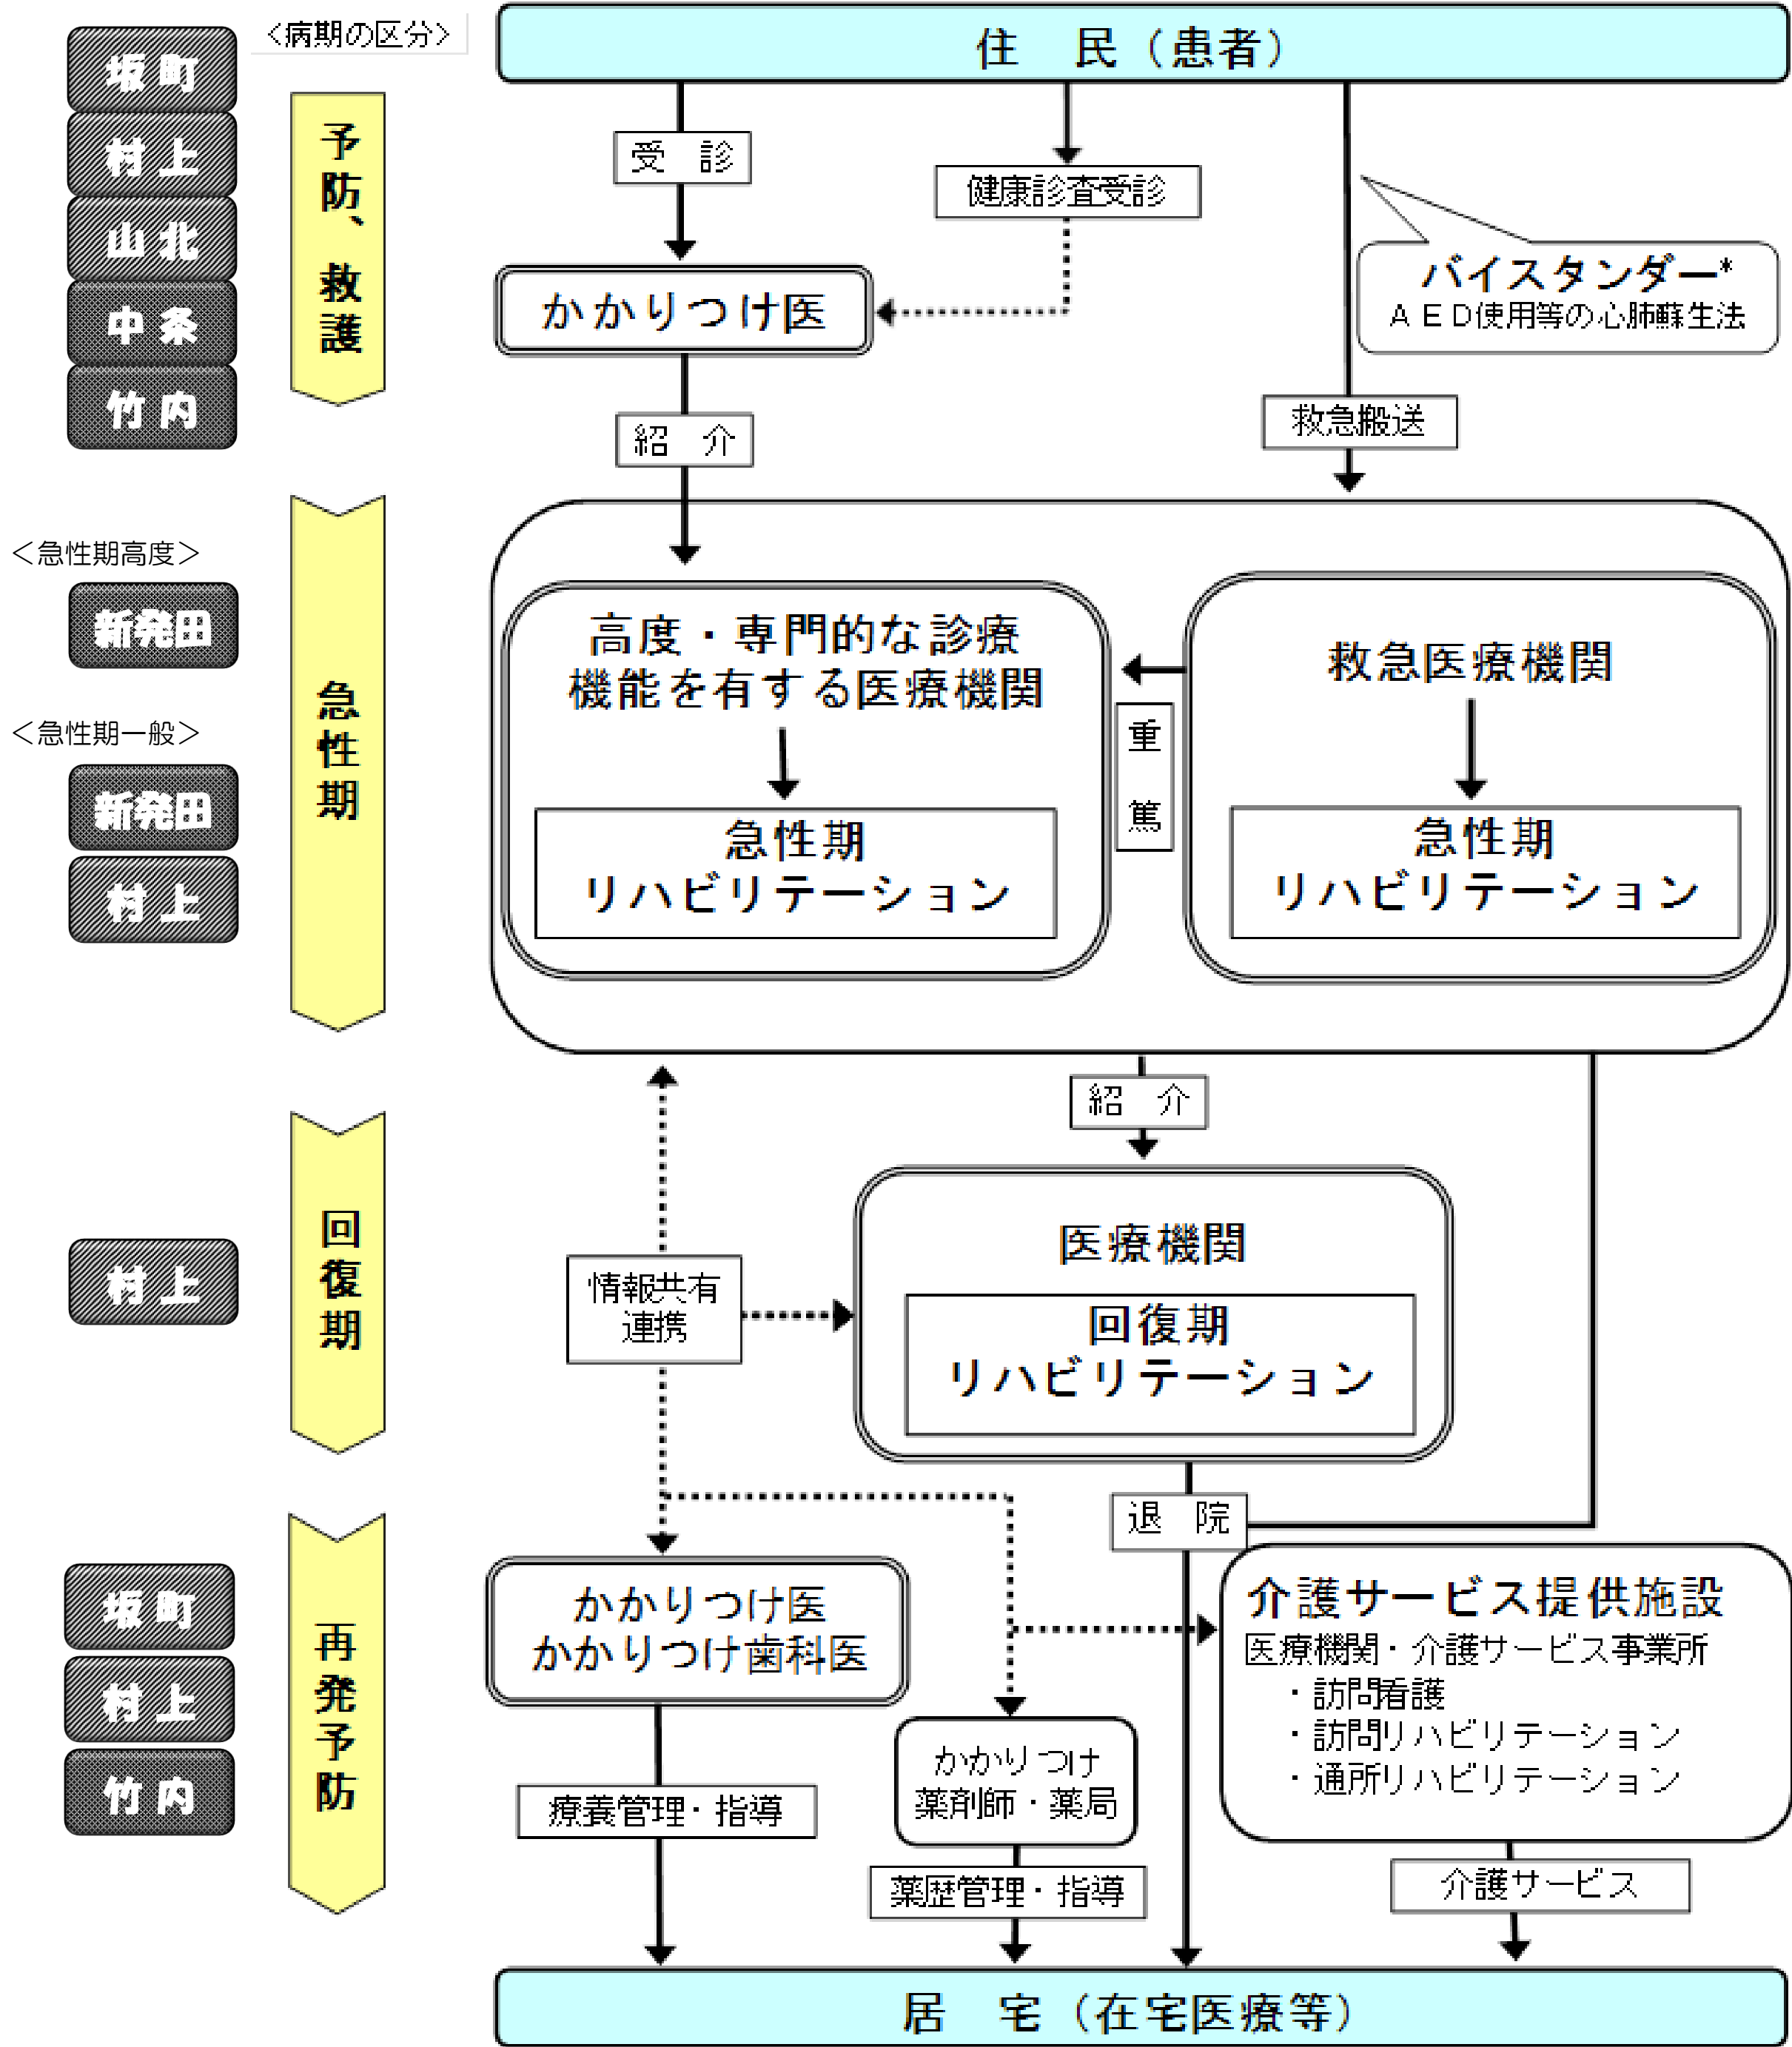 <病期の区分>
住　民（患者）
坂町
村上
山北
中条
竹内
予防、救護
受　診
健康診査受診
バイスタンダー*
ＡＥＤ使用等の心肺蘇生法
かかりつけ医
紹　介
救急搬送
＜急性期高度＞
新発田
＜急性期一般＞
新発田
村上
急性期
高度・専門的な診療
機能を有する医療機関
急性期
リハビリテーション
重篤
救急医療機関
急性期
リハビリテーション
紹　介
村上
回復期
情報共有
連携
医療機関
回復期
リハビリテーション
退　院
坂町
村上
竹内
再発予防
かかりつけ医
かかりつけ歯科医
療養管理・指導
かかりつけ
薬剤師・薬局
薬歴管理・指導
介護サービス提供施設
医療機関・介護サービス事業所
・訪問看護
・訪問リハビリテーション
・通所リハビリテーション
介護サービス
居　宅（在宅医療等）